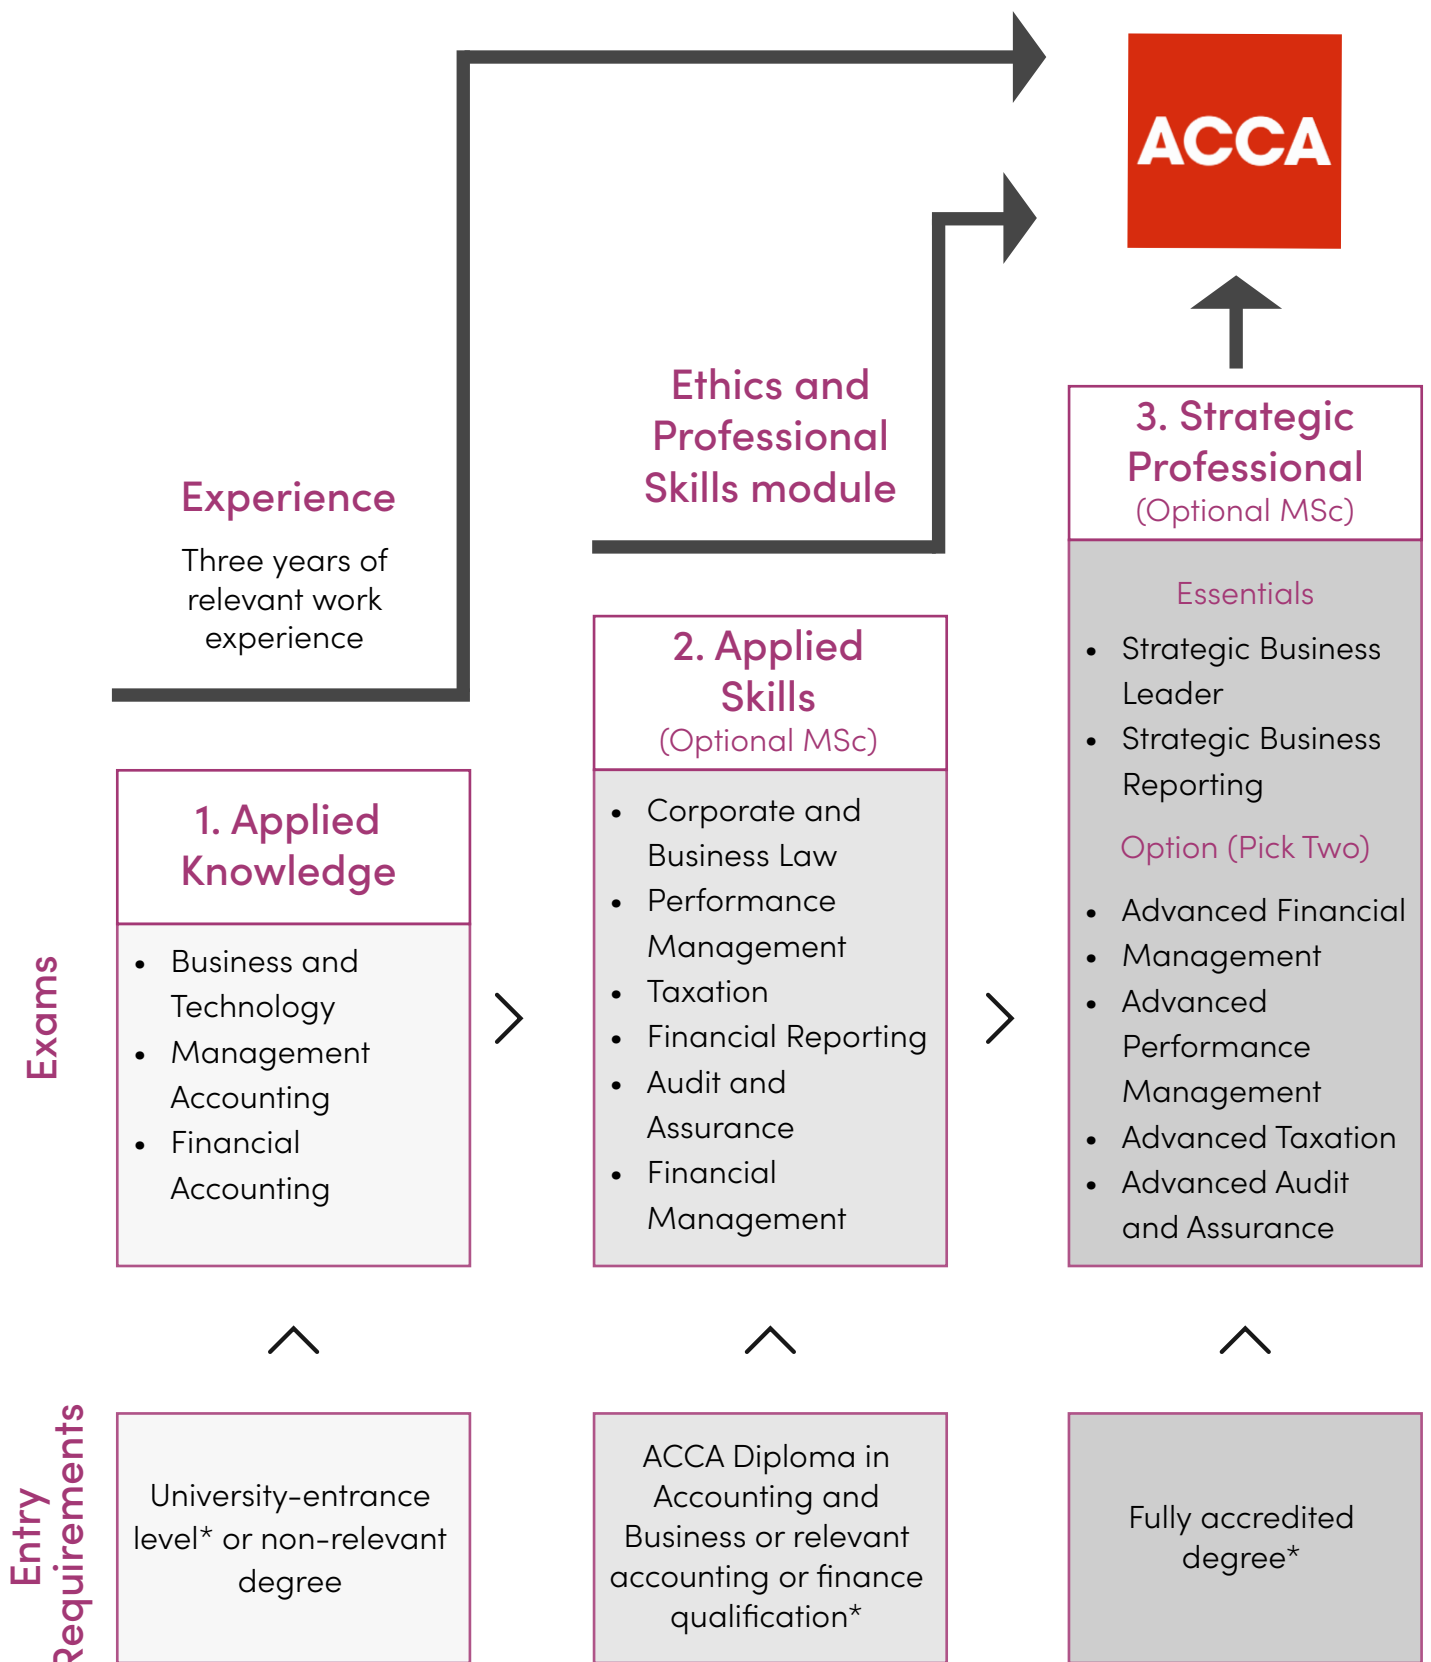 ACCA
Experience
Three years of
relevant work
experience
Ethics and
Professional
Skills module
1. Applied
Knowledge
• Business and
Technology
• Management
Accounting
• Financial
Accounting
2. Applied
Skills
(Optional MSc)
• Corporate and
Business Law
• Performance
Management
• Taxation
• Financial Reporting
• Audit and
Assurance
• Financial
Management
3. Strategic
Professional
(Optional MSc)
Essentials
• Strategic Business
Leader
• Strategic Business
Reporting
Option (Pick Two)
• Advanced Financial
• Management
• Advanced
Performance
Management
• Advanced Taxation
• Advanced Audit
and Assurance
Exams
Entry
Requirements
University-entrance
level* or non-relevant
degree
ACCA Diploma in
Accounting and
Business or relevant
accounting or finance
qualification*
Fully accredited
degree*